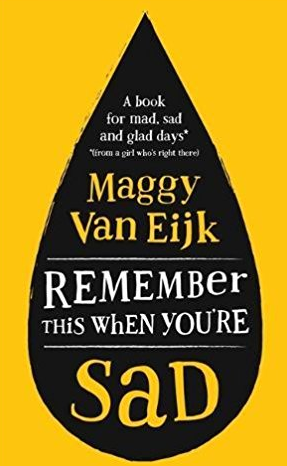 A book
for mad, sad
and glad days*
*(from a girl who's right there)
Maggy
Van Eijk
REMEMBER
THIS WHEN YOU'RE
SAD